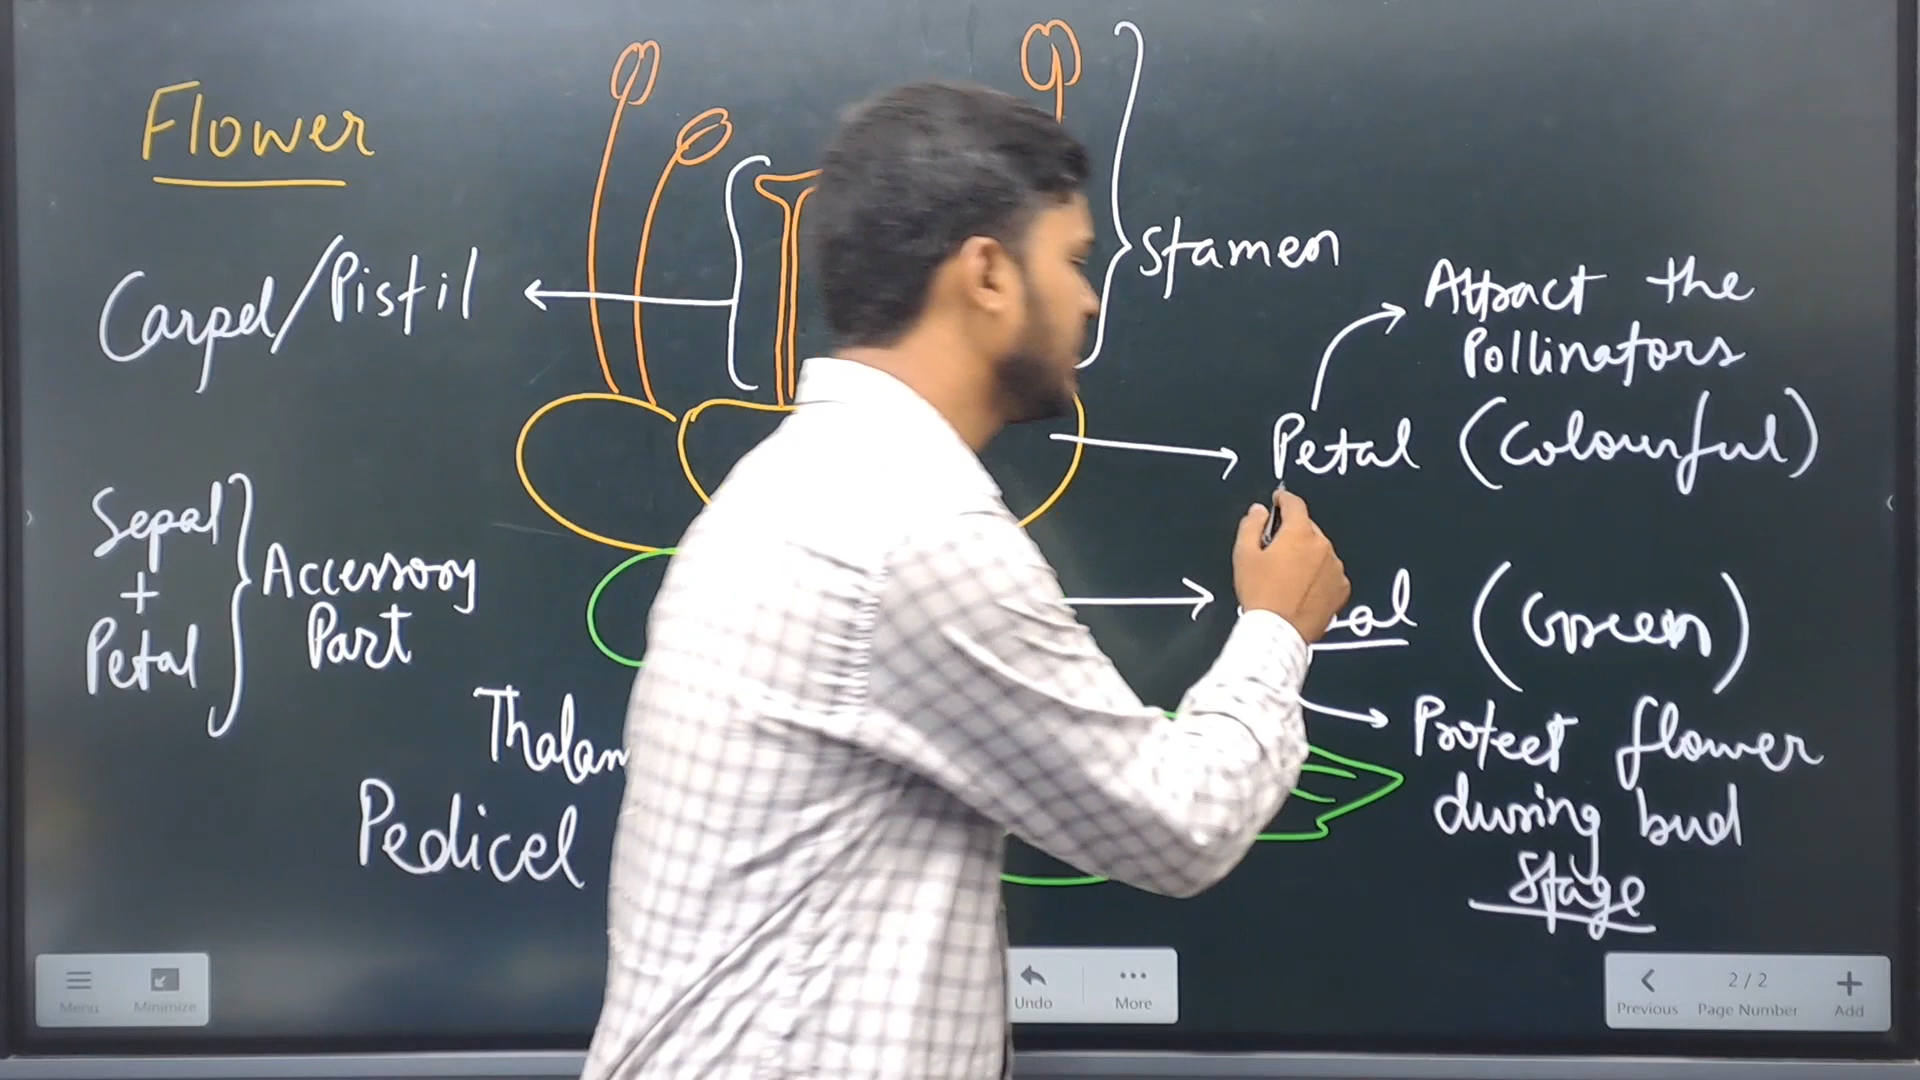 Flower
Stamen
Carpel/Pistil
Attract the
Pollinators
Petal (Colourful)
Sepal
+
Petal
Accessory
Part
(Green)
Protect flower
during bud
Stage
Pedicel
Menu
Minimize
Undo
More
Previous
2 / 2
Page Number
Add